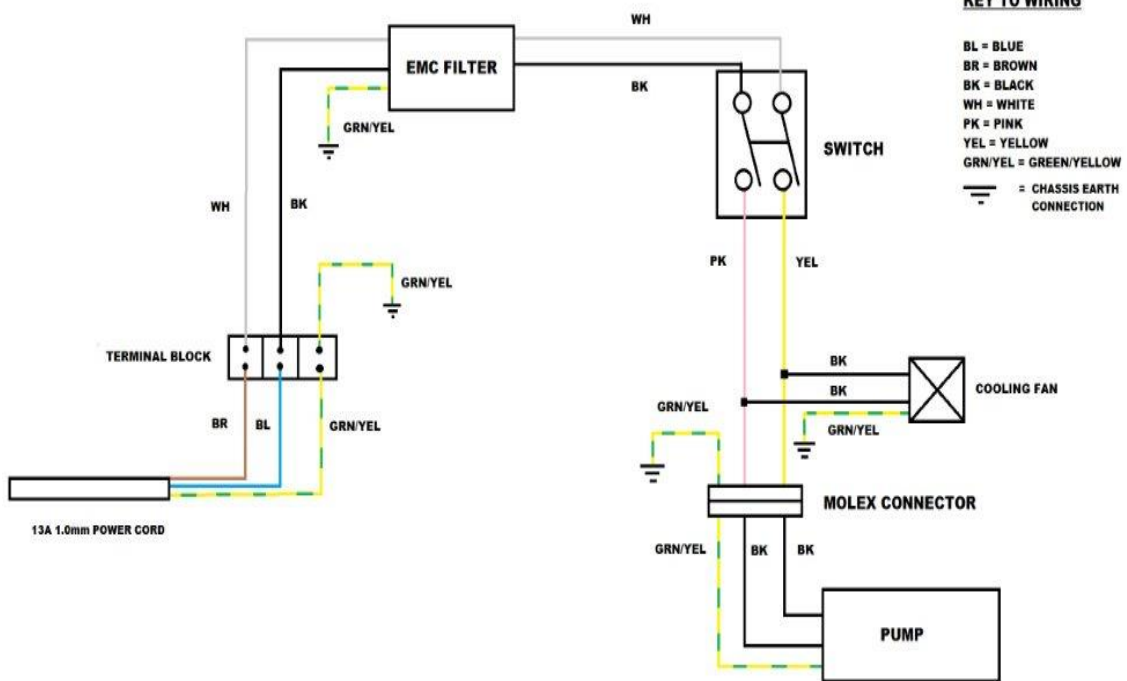 KEY TO WIRING
BL = BLUE
BR = BROWN
BK = BLACK
WH = WHITE
PK = PINK
YEL = YELLOW
GRN/YEL = GREEN/YELLOW
= CHASSIS EARTH
CONNECTION
WH
WH
EMC FILTER
BK
GRN/YEL
SWITCH
WH
BK
GRN/YEL
PK
YEL
TERMINAL BLOCK
BK
BK
COOLING FAN
GRN/YEL
BR
BL
GRN/YEL
GRN/YEL
MOLEX CONNECTOR
13A 1.0mm POWER CORD
GRN/YEL
BK
BK
PUMP